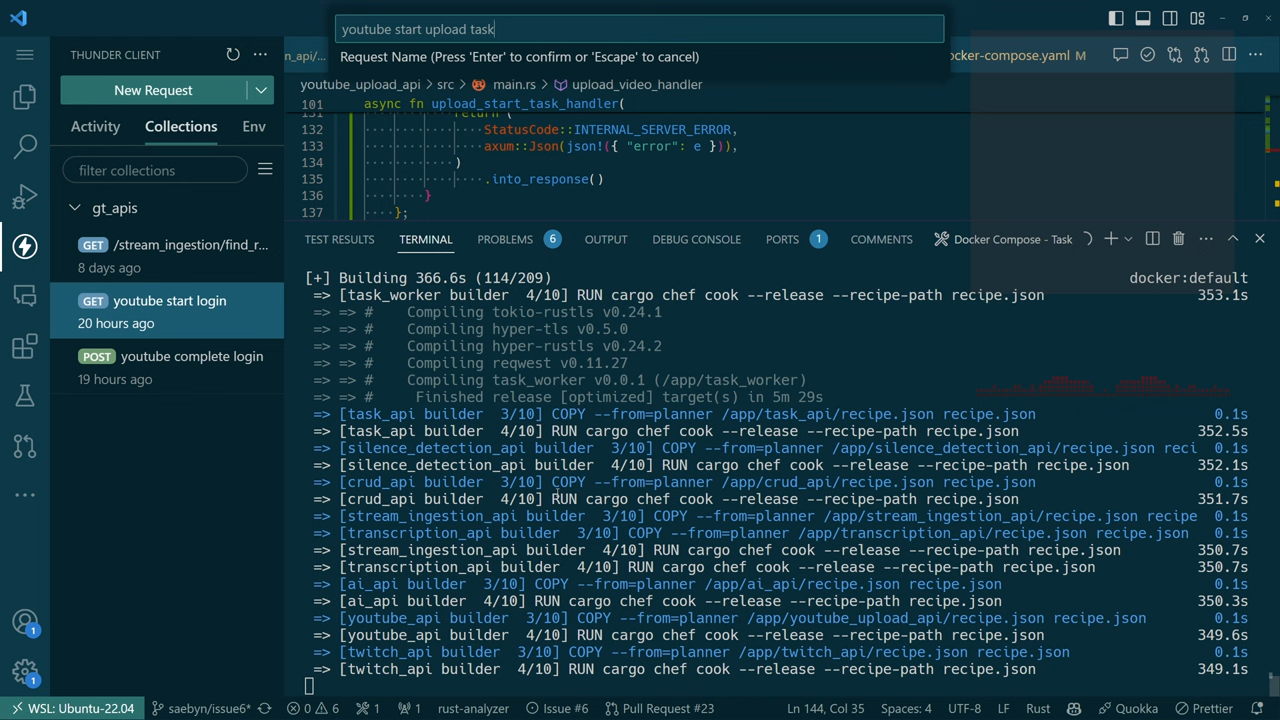 youtube start upload task
Request Name (Press 'Enter' to confirm or 'Escape' to cancel)
THUNDER CLIENT
New Request
Activity
Collections
Env
filter collections
gt_apis
GET /stream_ingestion/find_r...
8 days ago
GET youtube start login
20 hours ago
POST youtube complete login
19 hours ago
n_api/...
ocker-compose.yaml M
youtube_upload_api > src > main.rs > upload_video_handler
101 async fn upload_start_task_handler(
131 return (
132 StatusCode::INTERNAL_SERVER_ERROR,
133 axum::Json(json!({ "error": e })),
134 )
135 .into_response()
136 }
137 };
TEST RESULTS
TERMINAL
PROBLEMS 6
OUTPUT
DEBUG CONSOLE
PORTS 1
COMMENTS
Docker Compose - Task
[+] Building 366.6s (114/209) docker:default
=> [task_worker builder 4/10] RUN cargo chef cook --release --recipe-path recipe.json 353.1s
=> => # Compiling tokio-rustls v0.24.1
=> => # Compiling hyper-tls v0.5.0
=> => # Compiling hyper-rustls v0.24.2
=> => # Compiling reqwest v0.11.27
=> => # Compiling task_worker v0.0.1 (/app/task_worker)
=> => # Finished release [optimized] target(s) in 5m 29s
=> [task_api builder 3/10] COPY --from=planner /app/task_api/recipe.json recipe.json 0.1s
=> [task_api builder 4/10] RUN cargo chef cook --release --recipe-path recipe.json 352.5s
=> [silence_detection_api builder 3/10] COPY --from=planner /app/silence_detection_api/recipe.json reci 0.1s
=> [silence_detection_api builder 4/10] RUN cargo chef cook --release --recipe-path recipe.json 352.1s
=> [crud_api builder 3/10] COPY --from=planner /app/crud_api/recipe.json recipe.json 0.1s
=> [crud_api builder 4/10] RUN cargo chef cook --release --recipe-path recipe.json 351.7s
=> [stream_ingestion_api builder 3/10] COPY --from=planner /app/stream_ingestion_api/recipe.json recipe 0.1s
=> [transcription_api builder 3/10] COPY --from=planner /app/transcription_api/recipe.json recipe.json 0.1s
=> [stream_ingestion_api builder 4/10] RUN cargo chef cook --release --recipe-path recipe.json 350.7s
=> [transcription_api builder 4/10] RUN cargo chef cook --release --recipe-path recipe.json 350.7s
=> [ai_api builder 3/10] COPY --from=planner /app/ai_api/recipe.json recipe.json 0.1s
=> [ai_api builder 4/10] RUN cargo chef cook --release --recipe-path recipe.json 350.3s
=> [youtube_upload_api builder 3/10] COPY --from=planner /app/youtube_upload_api/recipe.json recipe.json 0.1s
=> [youtube_upload_api builder 4/10] RUN cargo chef cook --release --recipe-path recipe.json 349.6s
=> [twitch_api builder 3/10] COPY --from=planner /app/twitch_api/recipe.json recipe.json 0.1s
=> [twitch_api builder 4/10] RUN cargo chef cook --release --recipe-path recipe.json 349.1s
1
1
WSL: Ubuntu-22.04 saebyn/issue6* 0 6 1 1 rust-analyzer Issue #6 Pull Request #23 Ln 144, Col 35 Spaces: 4 UTF-8 LF Rust Quokka Prettier